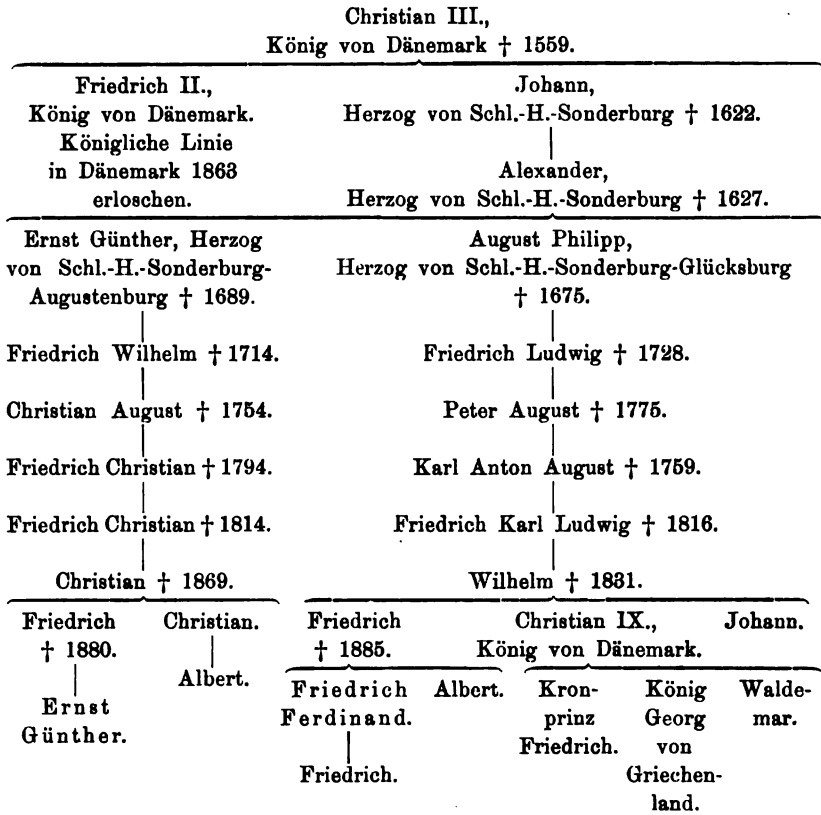 Christian III.,
König von Dänemark † 1559.
Friedrich II.,
König von Dänemark.
Königliche Linie
in Dänemark 1863
erloschen.
Johann,
Herzog von Schl.-H.-Sonderburg † 1622.
Alexander,
Herzog von Schl.-H.-Sonderburg † 1627.
Ernst Günther, Herzog
von Schl.-H.-Sonderburg-
Augustenburg † 1689.
Friedrich Wilhelm † 1714.
Christian August † 1754.
Friedrich Christian † 1794.
Friedrich Christian † 1814.
Christian † 1869.
August Philipp,
Herzog von Schl.-H.-Sonderburg-Glücksburg
† 1675.
Friedrich Ludwig † 1728.
Peter August † 1775.
Karl Anton August † 1759.
Friedrich Karl Ludwig † 1816.
Wilhelm † 1831.
Friedrich
† 1880.
Ernst
Günther.
Christian.
Albert.
Friedrich
† 1885.
Christian IX.,
König von Dänemark.
Johann.
Friedrich
Ferdinand.
Friedrich.
Albert.
Kron-
prinz
Friedrich.
König
Georg
von
Griechen-
land.
Walde-
mar.